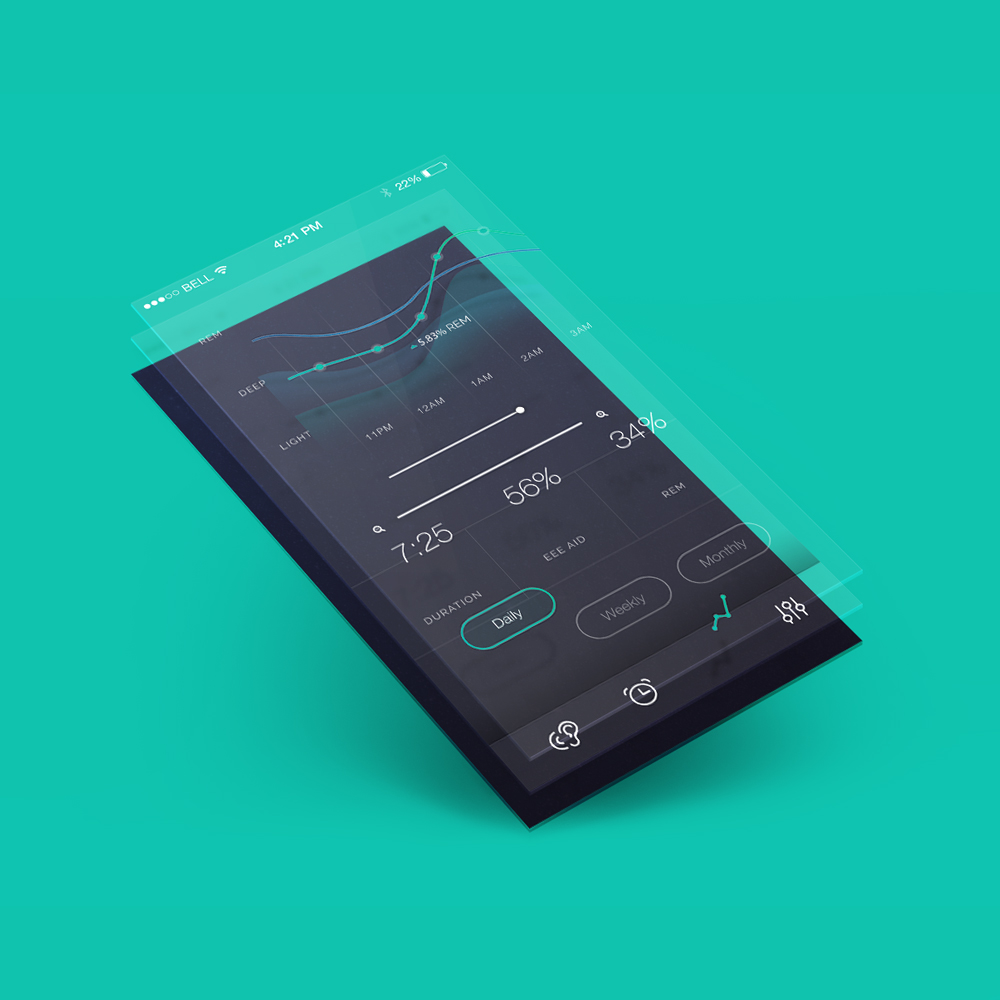 BELL 4:21 PM 22%
REM
DEEP
LIGHT
5.83% REM
11PM 12AM 1AM 2AM 3AM
7:25 56% 34%
DURATION EEE AID REM
Daily Weekly Monthly